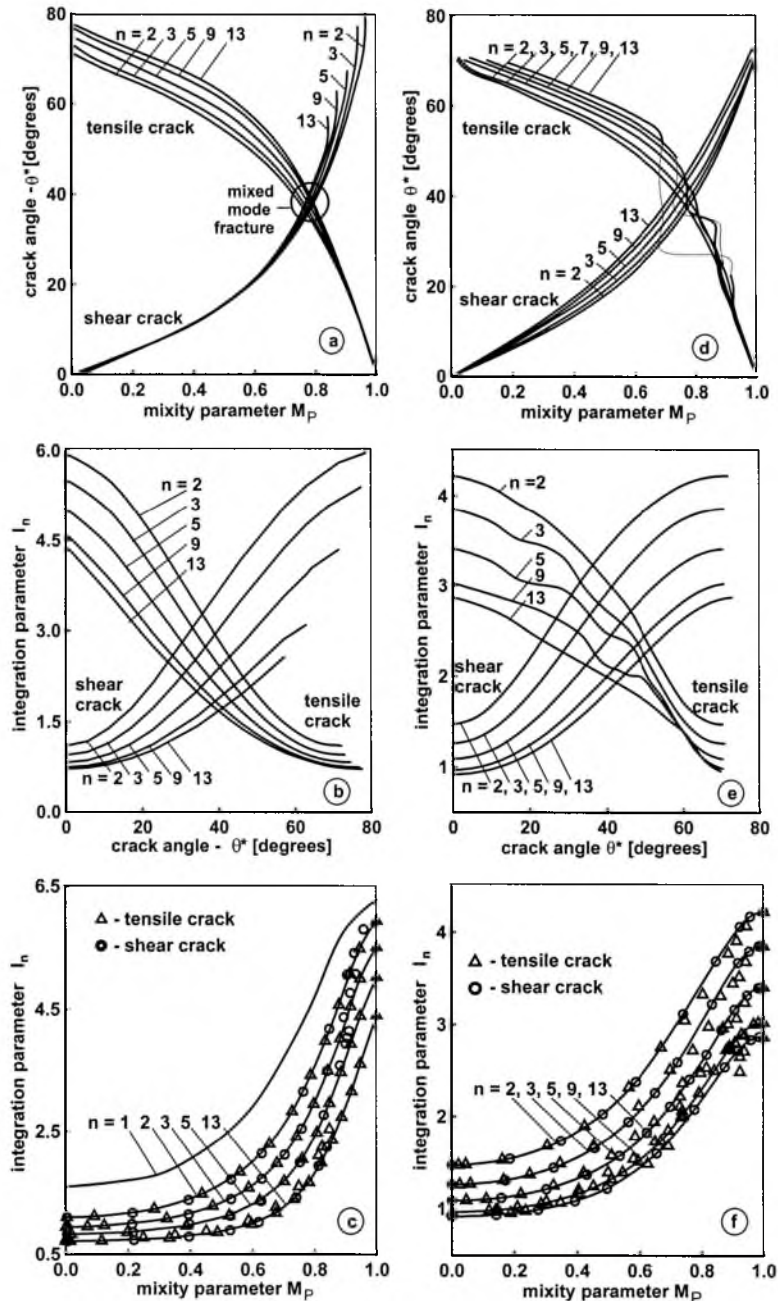 80
60
40
20
0
crack angle -θ* [degrees]
n = 2, 3, 5, 9, 13
n = 2
3
5
9
13
tensile crack
mixed
mode
fracture
shear crack
a
0.0 0.2 0.4 0.6 0.8 1.0
mixity parameter M_P
80
60
40
20
0
crack angle θ* [degrees]
n = 2, 3, 5, 7, 9, 13
tensile crack
13
9
5
3
n = 2
shear crack
d
0.0 0.2 0.4 0.6 0.8 1.0
mixity parameter M_P
6.0
4.5
3.0
1.5
0.0
integration parameter I_n
n = 2
3
5
9
13
shear
crack
tensile
crack
n = 2, 3, 5, 9, 13
b
0 20 40 60 80
crack angle - θ* [degrees]
4
3
2
1
integration parameter I_n
n =2
3
5
9
13
shear
crack
tensile
crack
n = 2, 3, 5, 9, 13
e
0 20 40 60 80
crack angle θ* [degrees]
6.5
4.5
2.5
0.5
integration parameter I_n
△ - tensile crack
○ - shear crack
n = 1, 2, 3, 5, 13
c
0.0 0.2 0.4 0.6 0.8 1.0
mixity parameter M_P
4
3
2
1
integration parameter I_n
△ - tensile crack
○ - shear crack
n = 2, 3, 5, 9, 13
f
0.0 0.2 0.4 0.6 0.8 1.0
mixity parameter M_P